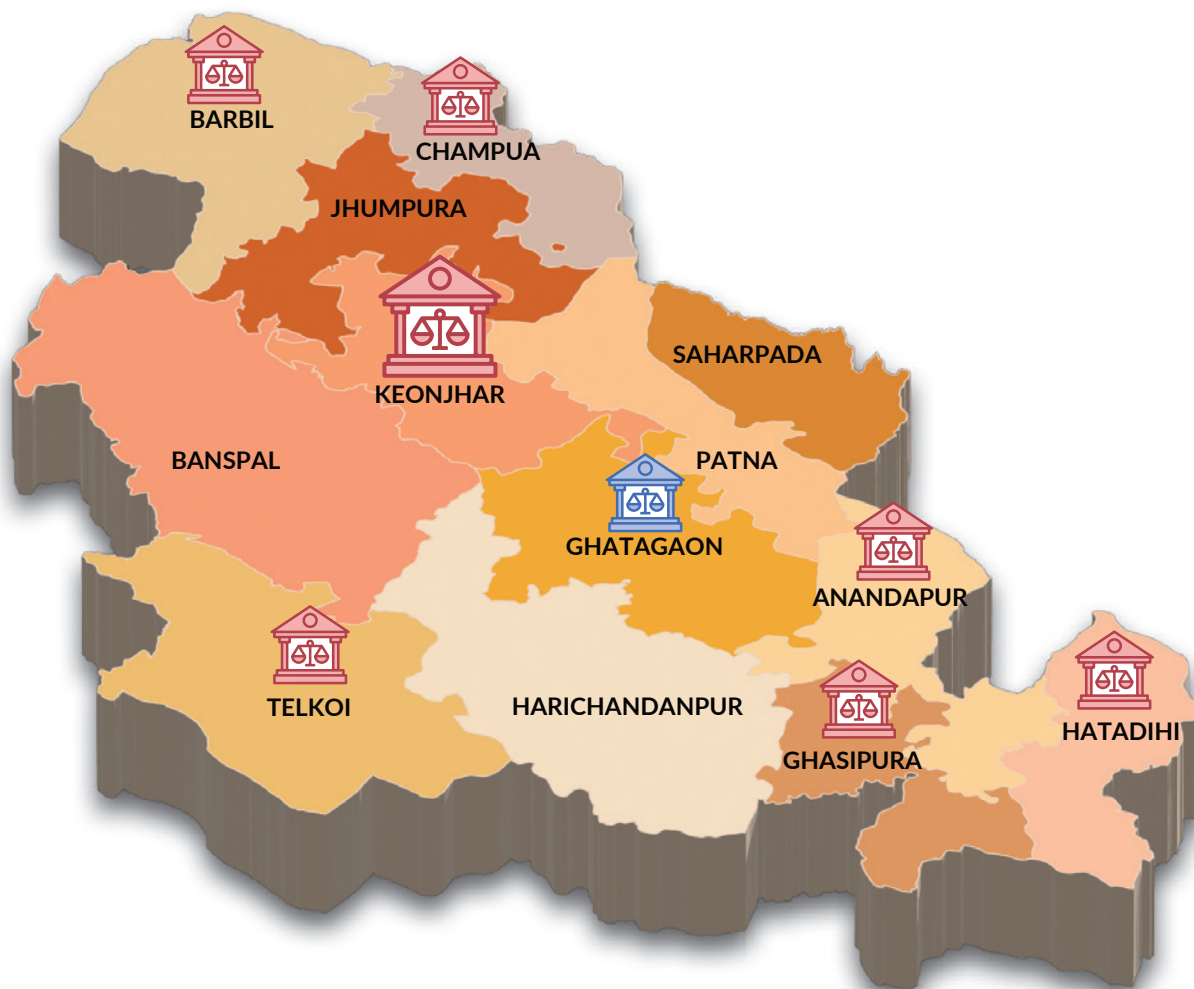 BARBIL
CHAMPUA
JHUMPURA
SAHARPADA
KEONJHAR
BANSPAL
PATNA
GHATAGAON
ANANDAPUR
TELKOI
HARICHANDANPUR
HATADIHI
GHASIPURA